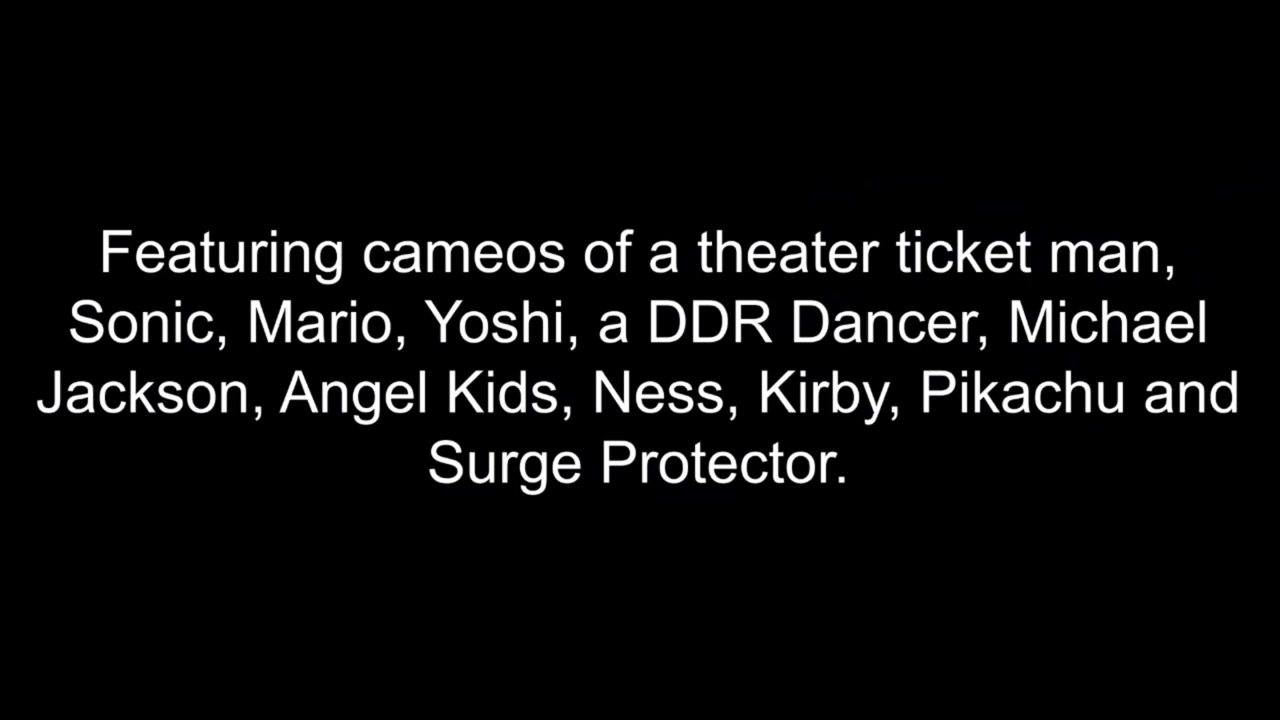 Featuring cameos of a theater ticket man,
Sonic, Mario, Yoshi, a DDR Dancer, Michael
Jackson, Angel Kids, Ness, Kirby, Pikachu and
Surge Protector.